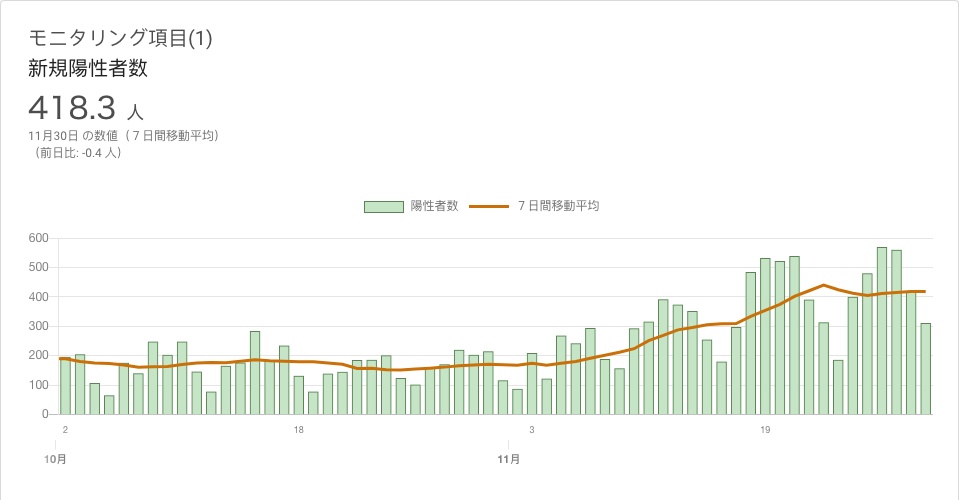 モニタリング項目(1)
新規陽性者数
418.3 人
11月30日 の数値（７日間移動平均）
（前日比: -0.4 人）
陽性者数 ７日間移動平均
600
500
400
300
200
100
0
2 18 3 19
10月 11月